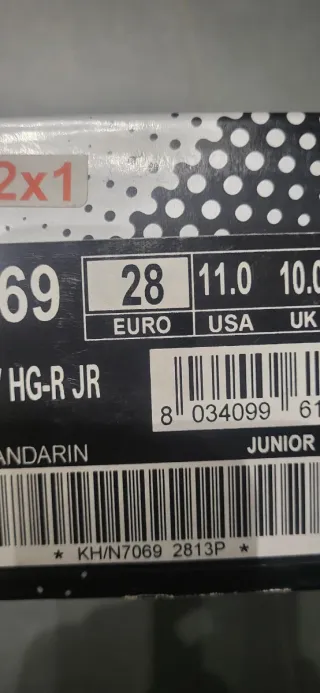 2x1
69 28 11.0 10.0
EURO USA UK
HG-R JR
8 034099 61
ANDARIN JUNIOR
* KH/N7069 2813P *